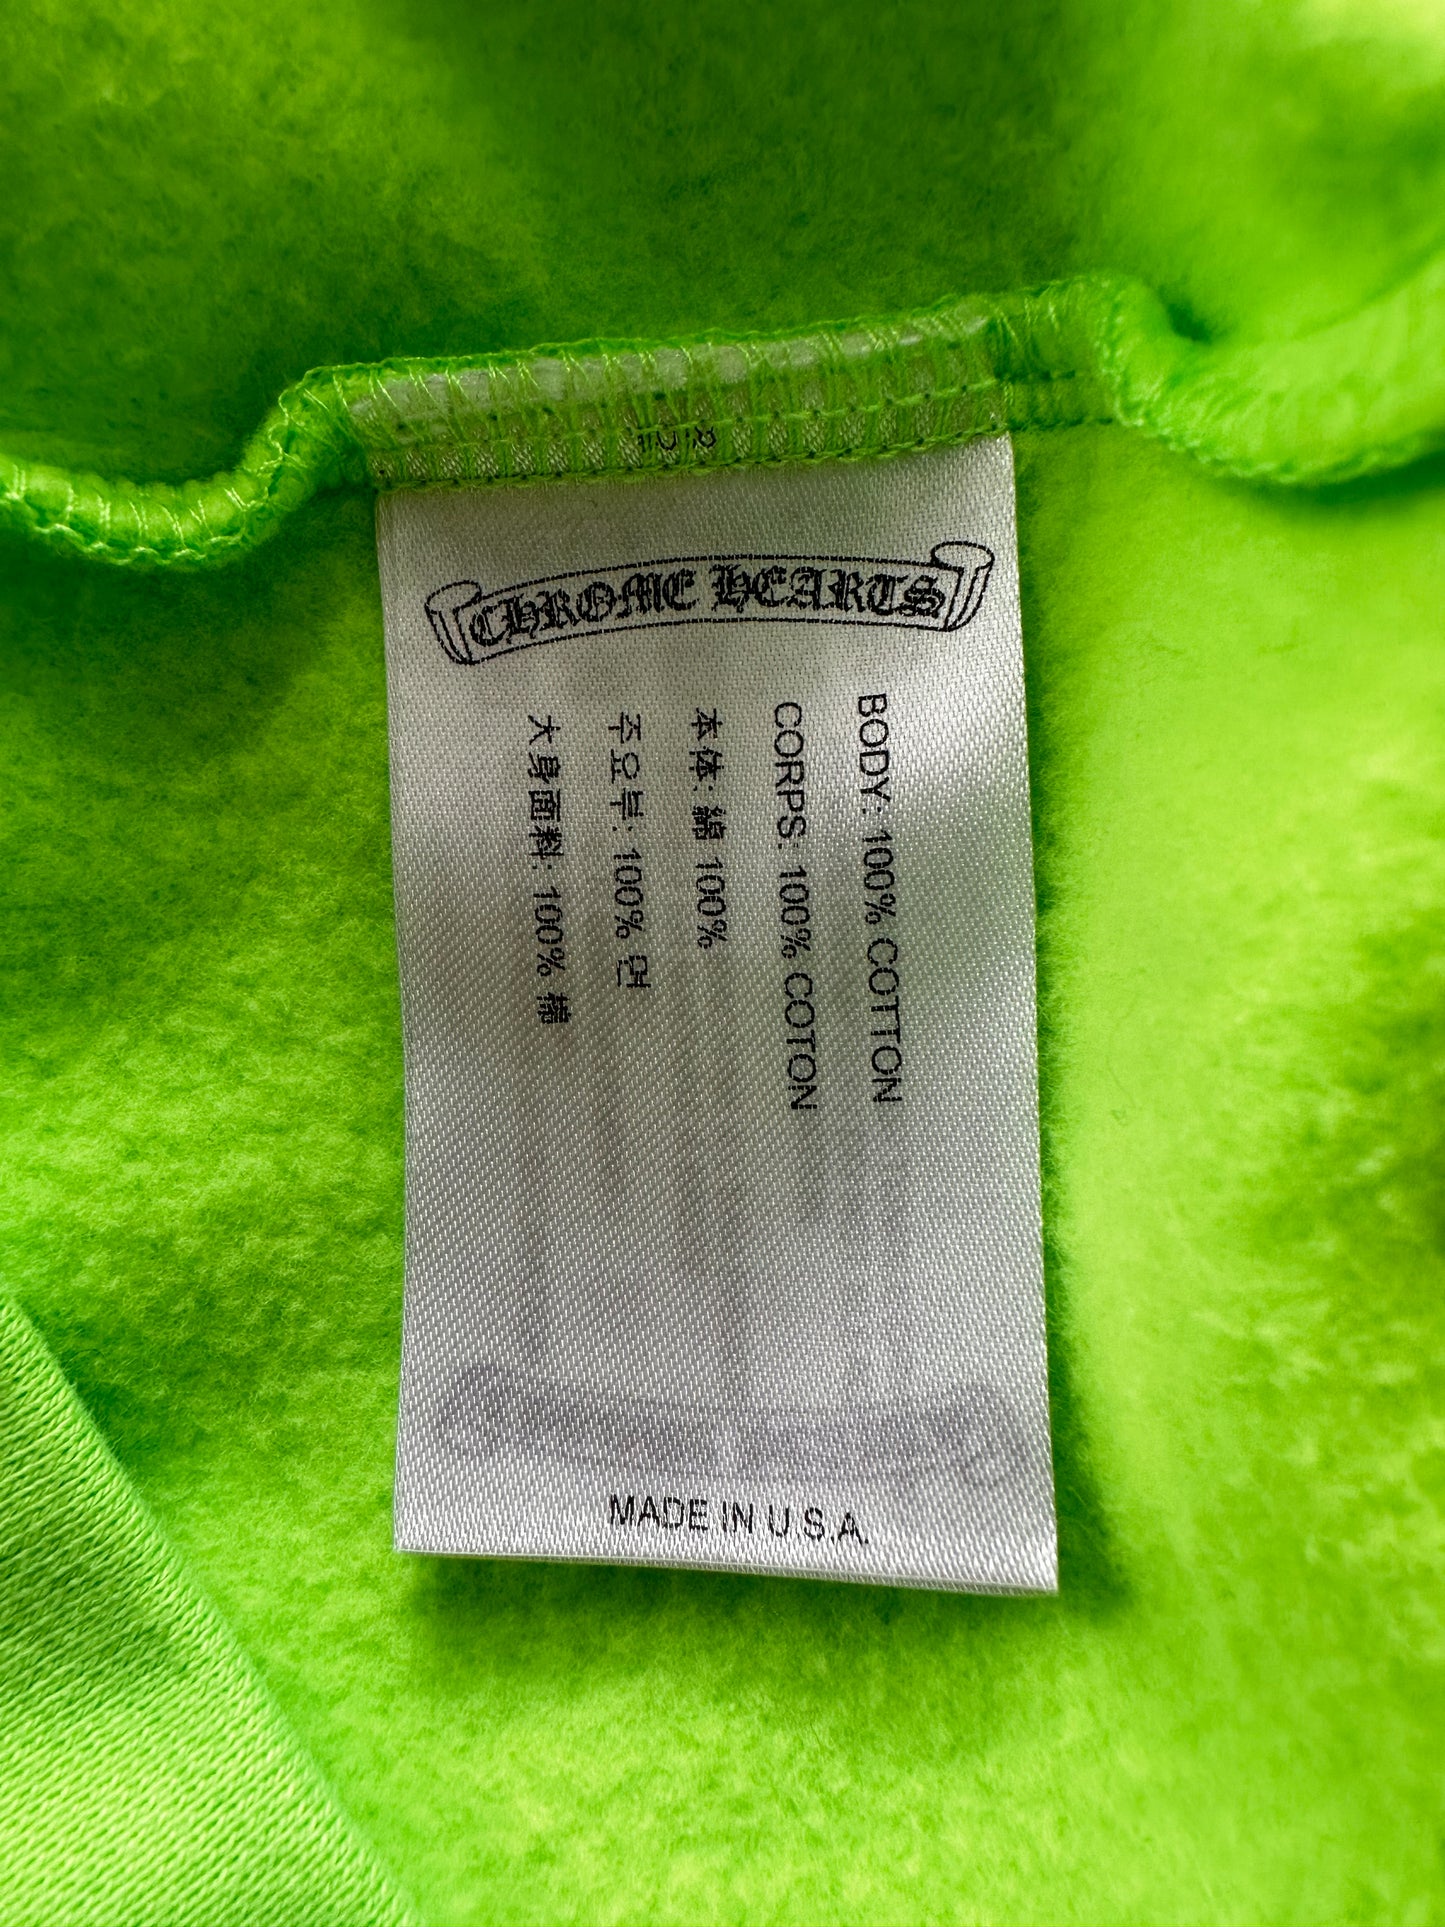 CHROME HEARTS
BODY: 100% COTTON
CORPS: 100% COTON
本体: 綿 100%
주요부: 100% 면
大身面料: 100% 棉
MADE IN U.S.A.